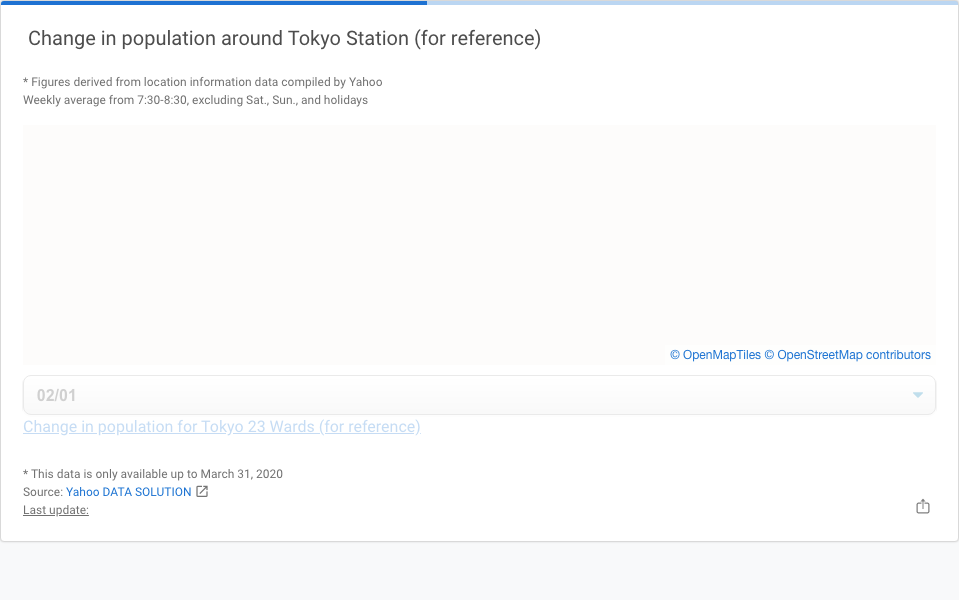 Change in population around Tokyo Station (for reference)
* Figures derived from location information data compiled by Yahoo
Weekly average from 7:30-8:30, excluding Sat., Sun., and holidays
© OpenMapTiles © OpenStreetMap contributors
02/01
Change in population for Tokyo 23 Wards (for reference)
* This data is only available up to March 31, 2020
Source: Yahoo DATA SOLUTION
Last update: